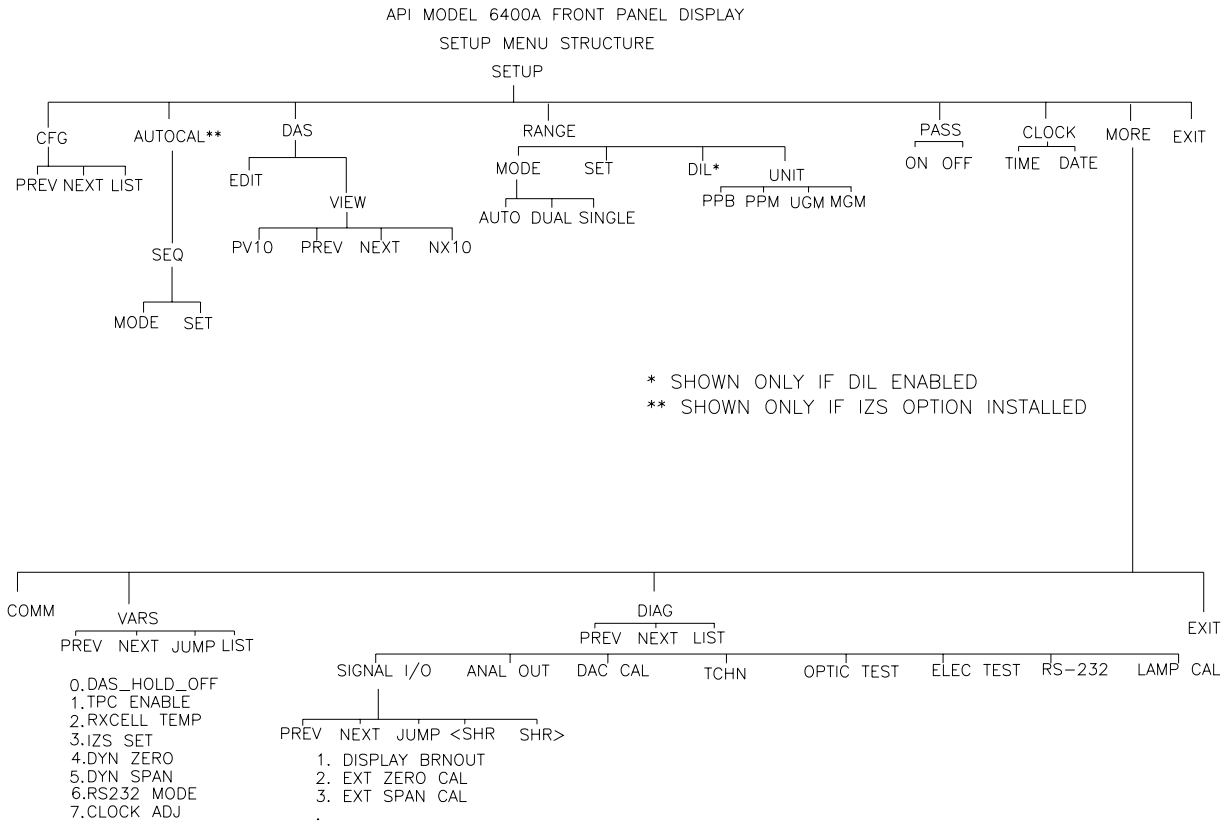 API MODEL 6400A FRONT PANEL DISPLAY
SETUP MENU STRUCTURE
SETUP
CFG AUTOCAL** DAS RANGE PASS CLOCK MORE EXIT
PREV NEXT LIST EDIT MODE SET DIL* UNIT ON OFF TIME DATE
VIEW PPB PPM UGM MGM
AUTO DUAL SINGLE
SEQ PV10 PREV NEXT NX10
MODE SET
* SHOWN ONLY IF DIL ENABLED
** SHOWN ONLY IF IZS OPTION INSTALLED
COMM VARS DIAG EXIT
PREV NEXT JUMP LIST PREV NEXT LIST
SIGNAL I/O ANAL OUT DAC CAL TCHN OPTIC TEST ELEC TEST RS-232 LAMP CAL
0.DAS_HOLD_OFF
1.TPC ENABLE
2.RXCELL TEMP
3.IZS SET
4.DYN ZERO
5.DYN SPAN
6.RS232 MODE
7.CLOCK ADJ
PREV NEXT JUMP <SHR SHR>
1. DISPLAY BRNOUT
2. EXT ZERO CAL
3. EXT SPAN CAL
.